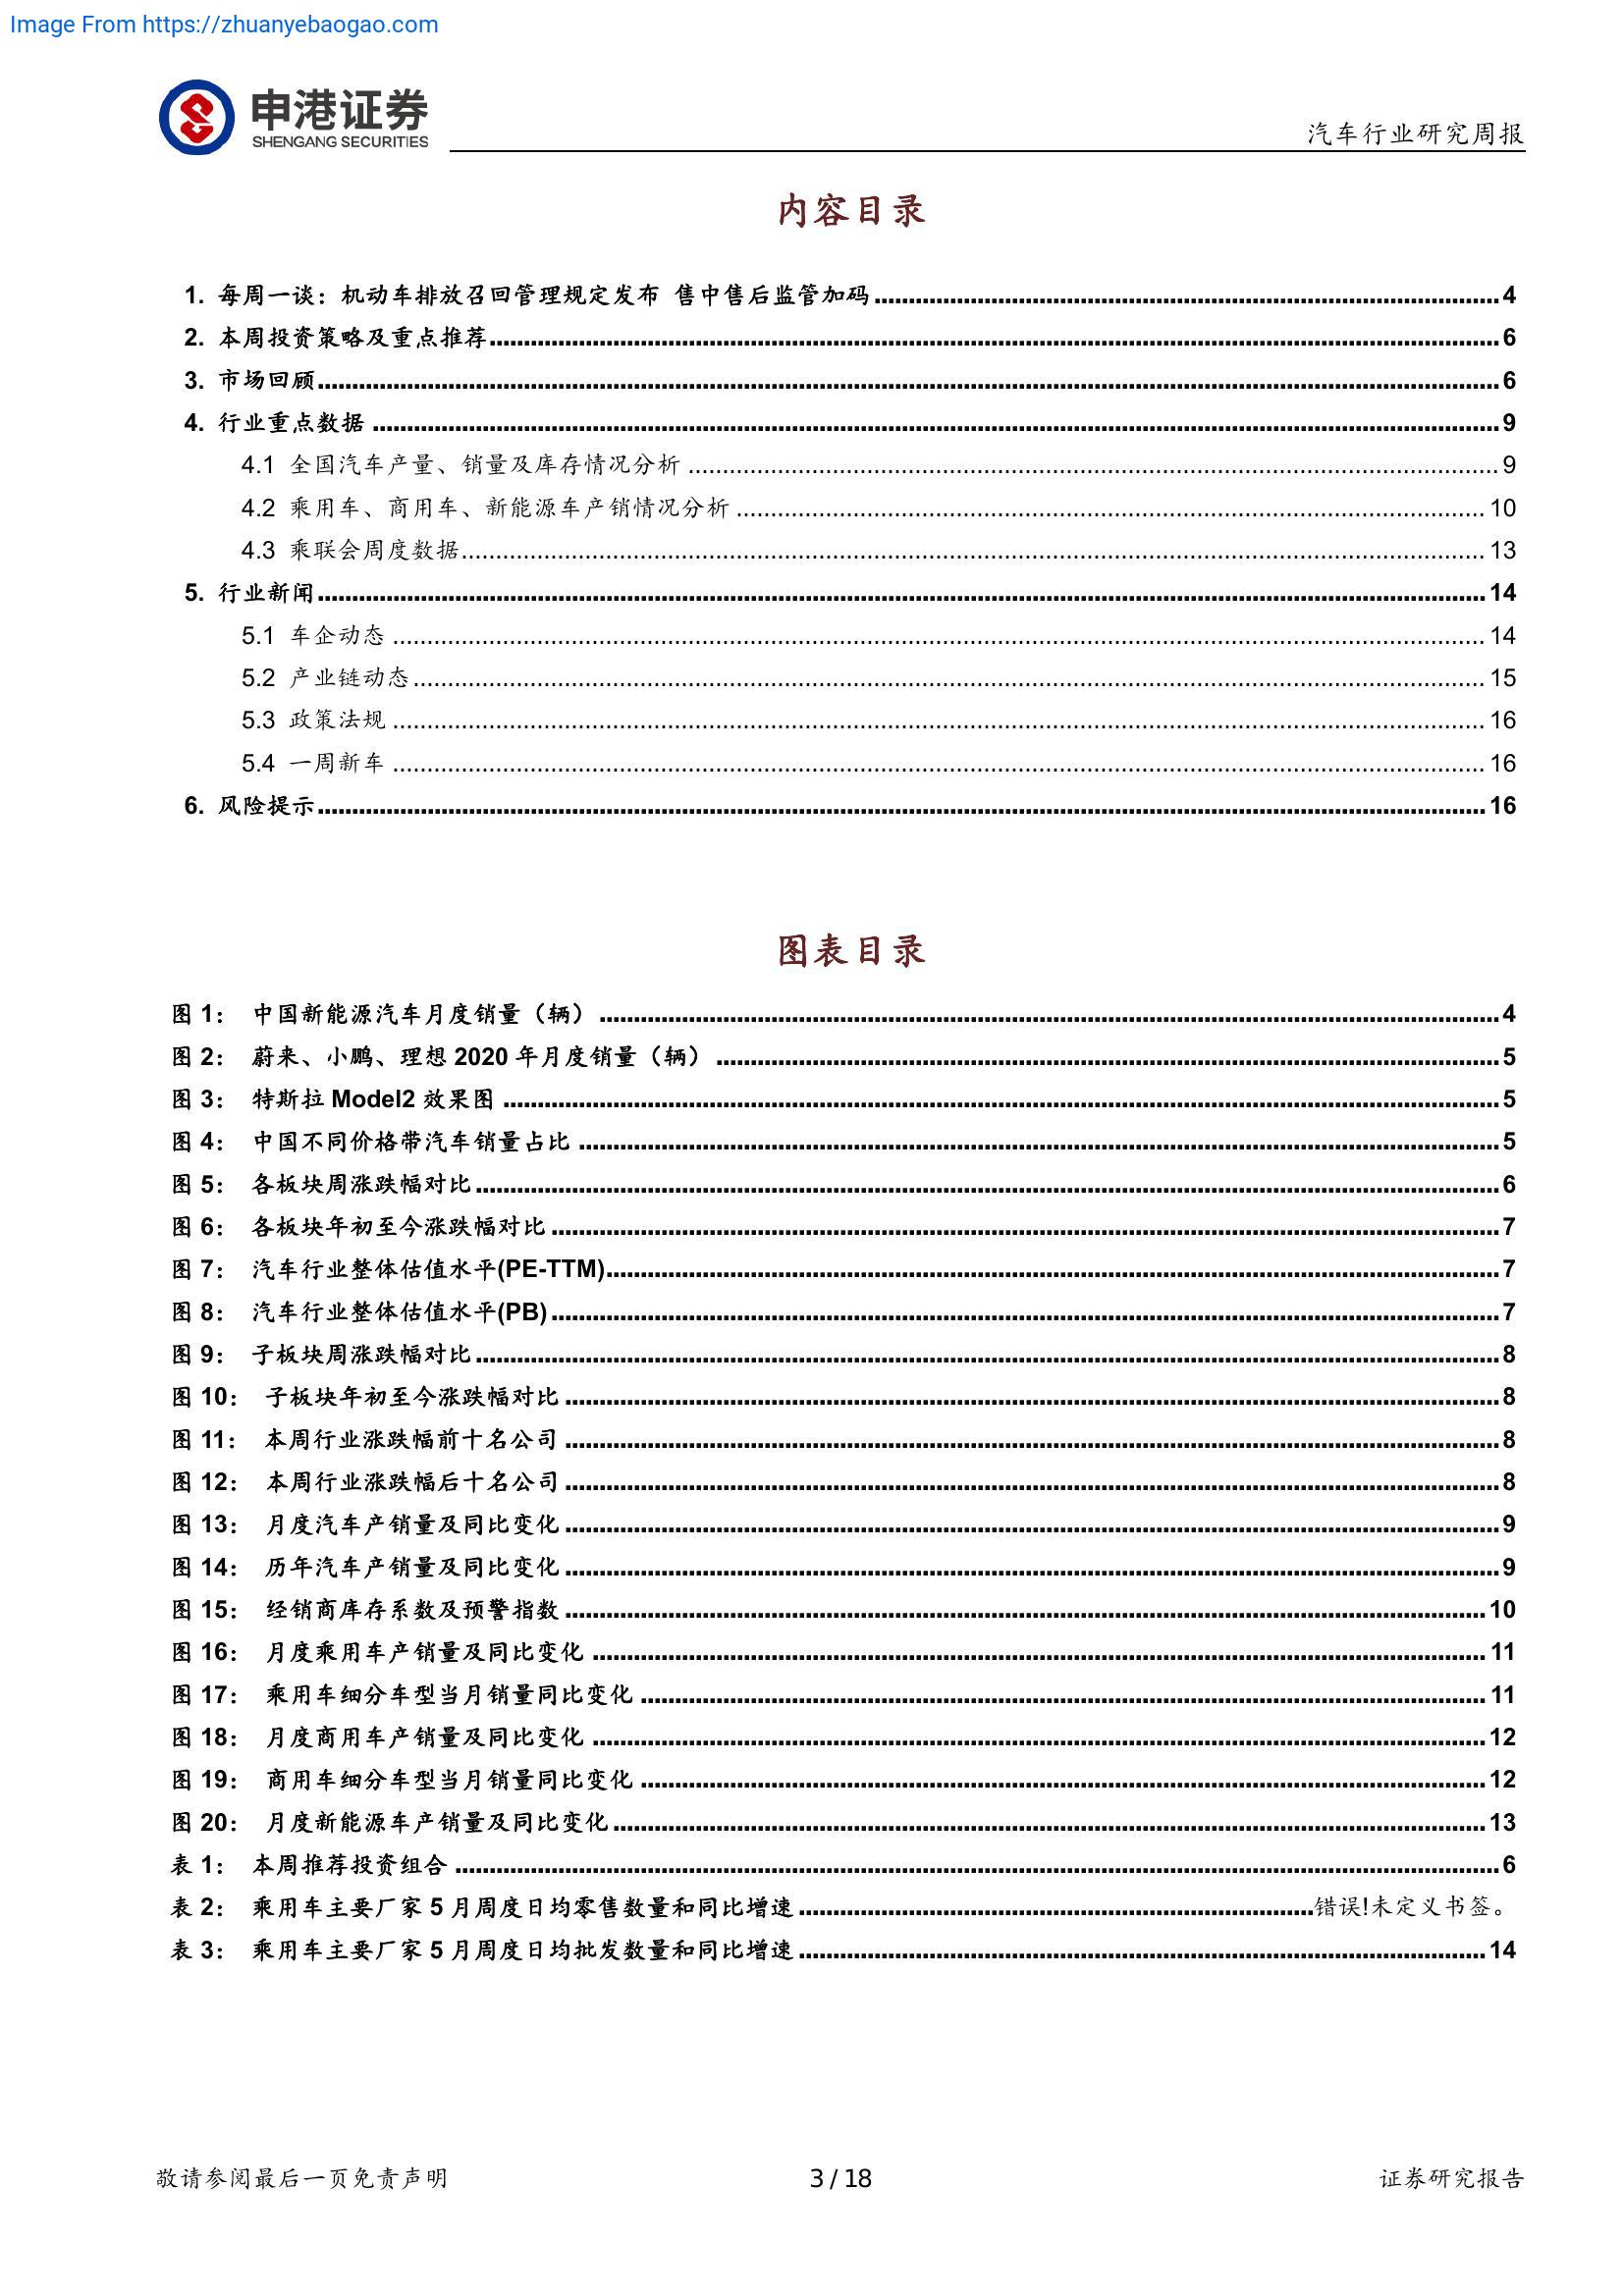 Image From https://zhuanyebaogao.com
申港证券
SHENGANG SECURITIES
汽车行业研究周报
内容目录
1. 每周一谈：机动车排放召回管理规定发布 售中售后监管加码 4
2. 本周投资策略及重点推荐 6
3. 市场回顾 6
4. 行业重点数据 9
4.1 全国汽车产量、销量及库存情况分析 9
4.2 乘用车、商用车、新能源车产销情况分析 10
4.3 乘联会周度数据 13
5. 行业新闻 14
5.1 车企动态 14
5.2 产业链动态 15
5.3 政策法规 16
5.4 一周新车 16
6. 风险提示 16
图表目录
图 1： 中国新能源汽车月度销量（辆） 4
图 2： 蔚来、小鹏、理想 2020 年月度销量（辆） 5
图 3： 特斯拉 Model2 效果图 5
图 4： 中国不同价格带汽车销量占比 5
图 5： 各板块周涨跌幅对比 6
图 6： 各板块年初至今涨跌幅对比 7
图 7： 汽车行业整体估值水平(PE-TTM) 7
图 8： 汽车行业整体估值水平(PB) 7
图 9： 子板块周涨跌幅对比 8
图 10： 子板块年初至今涨跌幅对比 8
图 11： 本周行业涨跌幅前十名公司 8
图 12： 本周行业涨跌幅后十名公司 8
图 13： 月度汽车产销量及同比变化 9
图 14： 历年汽车产销量及同比变化 9
图 15： 经销商库存系数及预警指数 10
图 16： 月度乘用车产销量及同比变化 11
图 17： 乘用车细分车型当月销量同比变化 11
图 18： 月度商用车产销量及同比变化 12
图 19： 商用车细分车型当月销量同比变化 12
图 20： 月度新能源车产销量及同比变化 13
表 1： 本周推荐投资组合 6
表 2： 乘用车主要厂家 5 月周度日均零售数量和同比增速 错误!未定义书签。
表 3： 乘用车主要厂家 5 月周度日均批发数量和同比增速 14
敬请参阅最后一页免责声明
3 / 18
证券研究报告